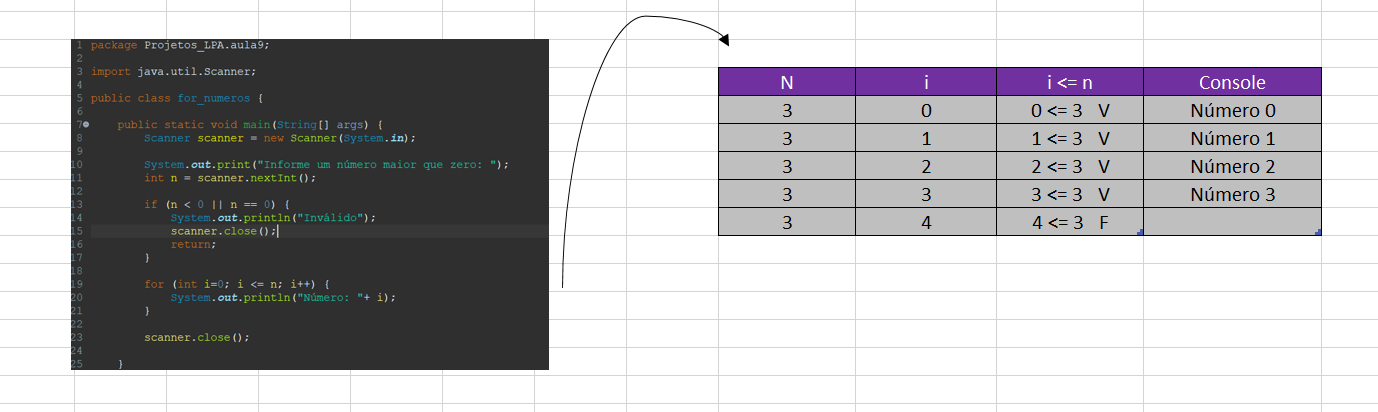 1 package Projetos_LPA.aula9;
2
3 import java.util.Scanner;
4
5 public class for_numeros {
6
7 public static void main(String[] args) {
8 Scanner scanner = new Scanner(System.in);
9
10 System.out.print("Informe um número maior que zero: ");
11 int n = scanner.nextInt();
12
13 if (n < 0 || n == 0) {
14 System.out.println("Inválido");
15 scanner.close();
16 return;
17 }
18
19 for (int i=0; i <= n; i++) {
20 System.out.println("Número: "+ i);
21 }
22
23 scanner.close();
24
25 }
N i i <= n Console
3 0 0 <= 3 V Número 0
3 1 1 <= 3 V Número 1
3 2 2 <= 3 V Número 2
3 3 3 <= 3 V Número 3
3 4 4 <= 3 F